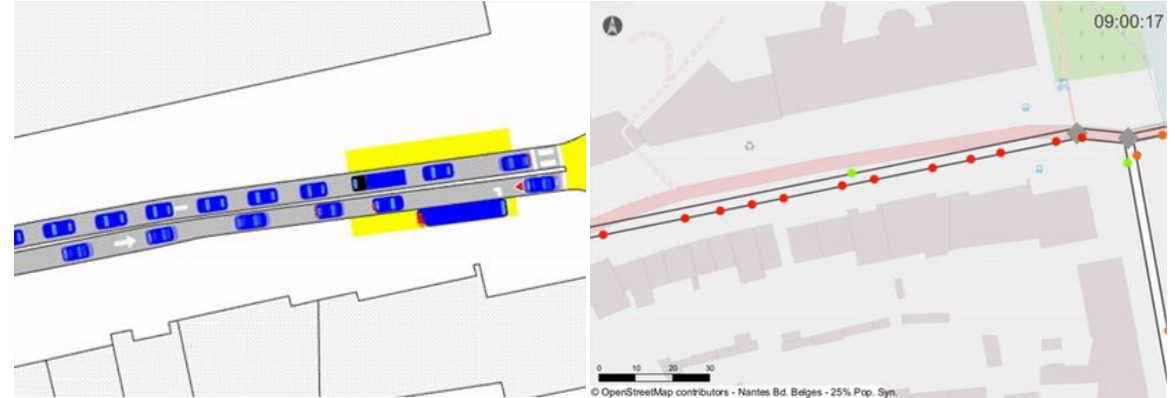 09:00:17
0 10 20 30
© OpenStreetMap contributors - Nantes Bd. Belges - 25% Pop. Syn.